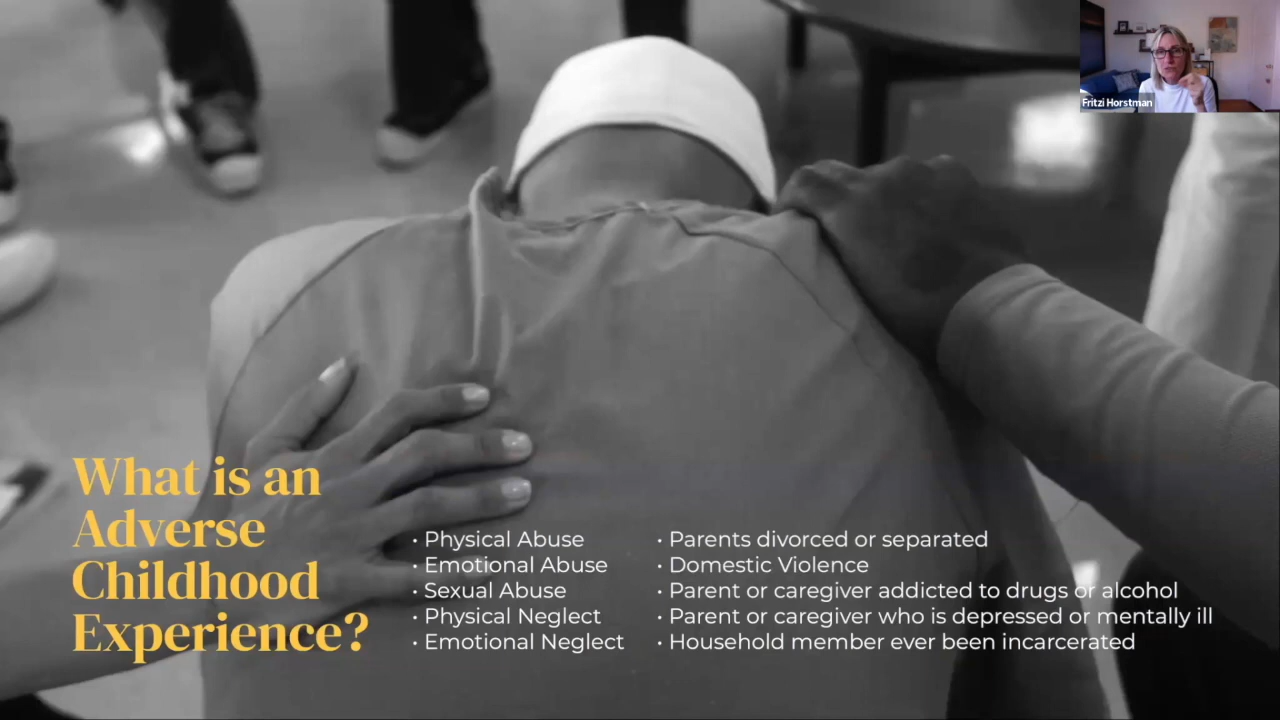 Fritzi Horstman
What is an
Adverse
Childhood
Experience?
• Physical Abuse
• Emotional Abuse
• Sexual Abuse
• Physical Neglect
• Emotional Neglect
• Parents divorced or separated
• Domestic Violence
• Parent or caregiver addicted to drugs or alcohol
• Parent or caregiver who is depressed or mentally ill
• Household member ever been incarcerated